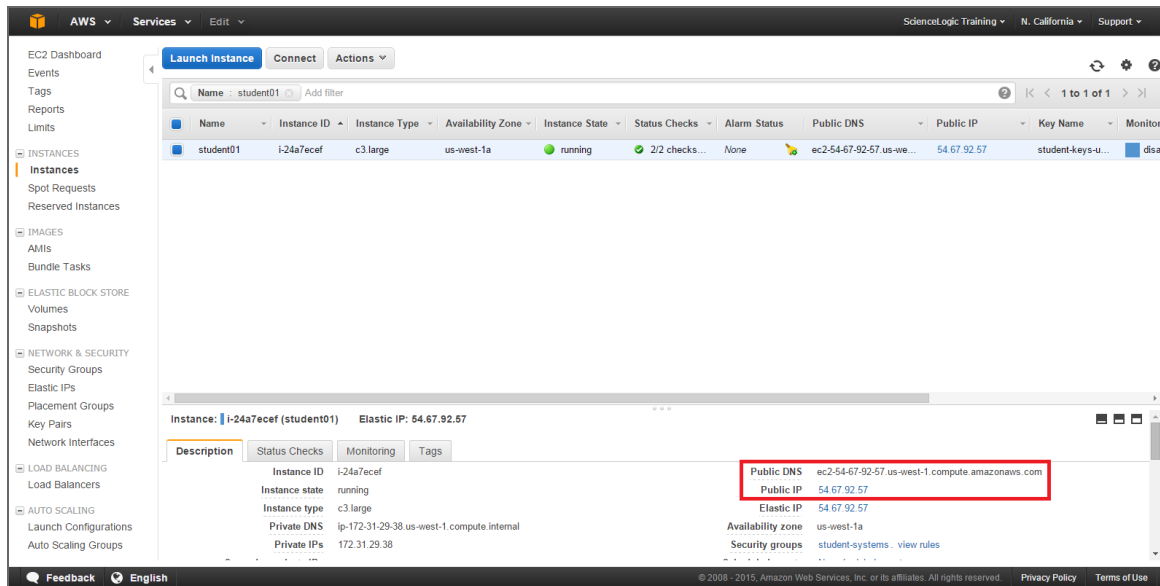 AWS Services Edit ScienceLogic Training N. California Support
EC2 Dashboard
Events
Tags
Reports
Limits
INSTANCES
Instances
Spot Requests
Reserved Instances
IMAGES
AMIs
Bundle Tasks
ELASTIC BLOCK STORE
Volumes
Snapshots
NETWORK & SECURITY
Security Groups
Elastic IPs
Placement Groups
Key Pairs
Network Interfaces
LOAD BALANCING
Load Balancers
AUTO SCALING
Launch Configurations
Auto Scaling Groups
Launch Instance Connect Actions
Name : student01 Add filter 1 to 1 of 1
Name Instance ID Instance Type Availability Zone Instance State Status Checks Alarm Status Public DNS Public IP Key Name Monitor
student01 i-24a7ecef c3.large us-west-1a running 2/2 checks... None ec2-54-67-92-57.us-we... 54.67.92.57 student-keys-u... disa
Instance: i-24a7ecef (student01) Elastic IP: 54.67.92.57
Description Status Checks Monitoring Tags
Instance ID i-24a7ecef Public DNS ec2-54-67-92-57.us-west-1.compute.amazonaws.com
Instance state running Public IP 54.67.92.57
Instance type c3.large Elastic IP 54.67.92.57
Private DNS ip-172-31-29-38.us-west-1.compute.internal Availability zone us-west-1a
Private IPs 172.31.29.38 Security groups student-systems . view rules
Feedback English © 2008 - 2015, Amazon Web Services, Inc. or its affiliates. All rights reserved. Privacy Policy Terms of Use